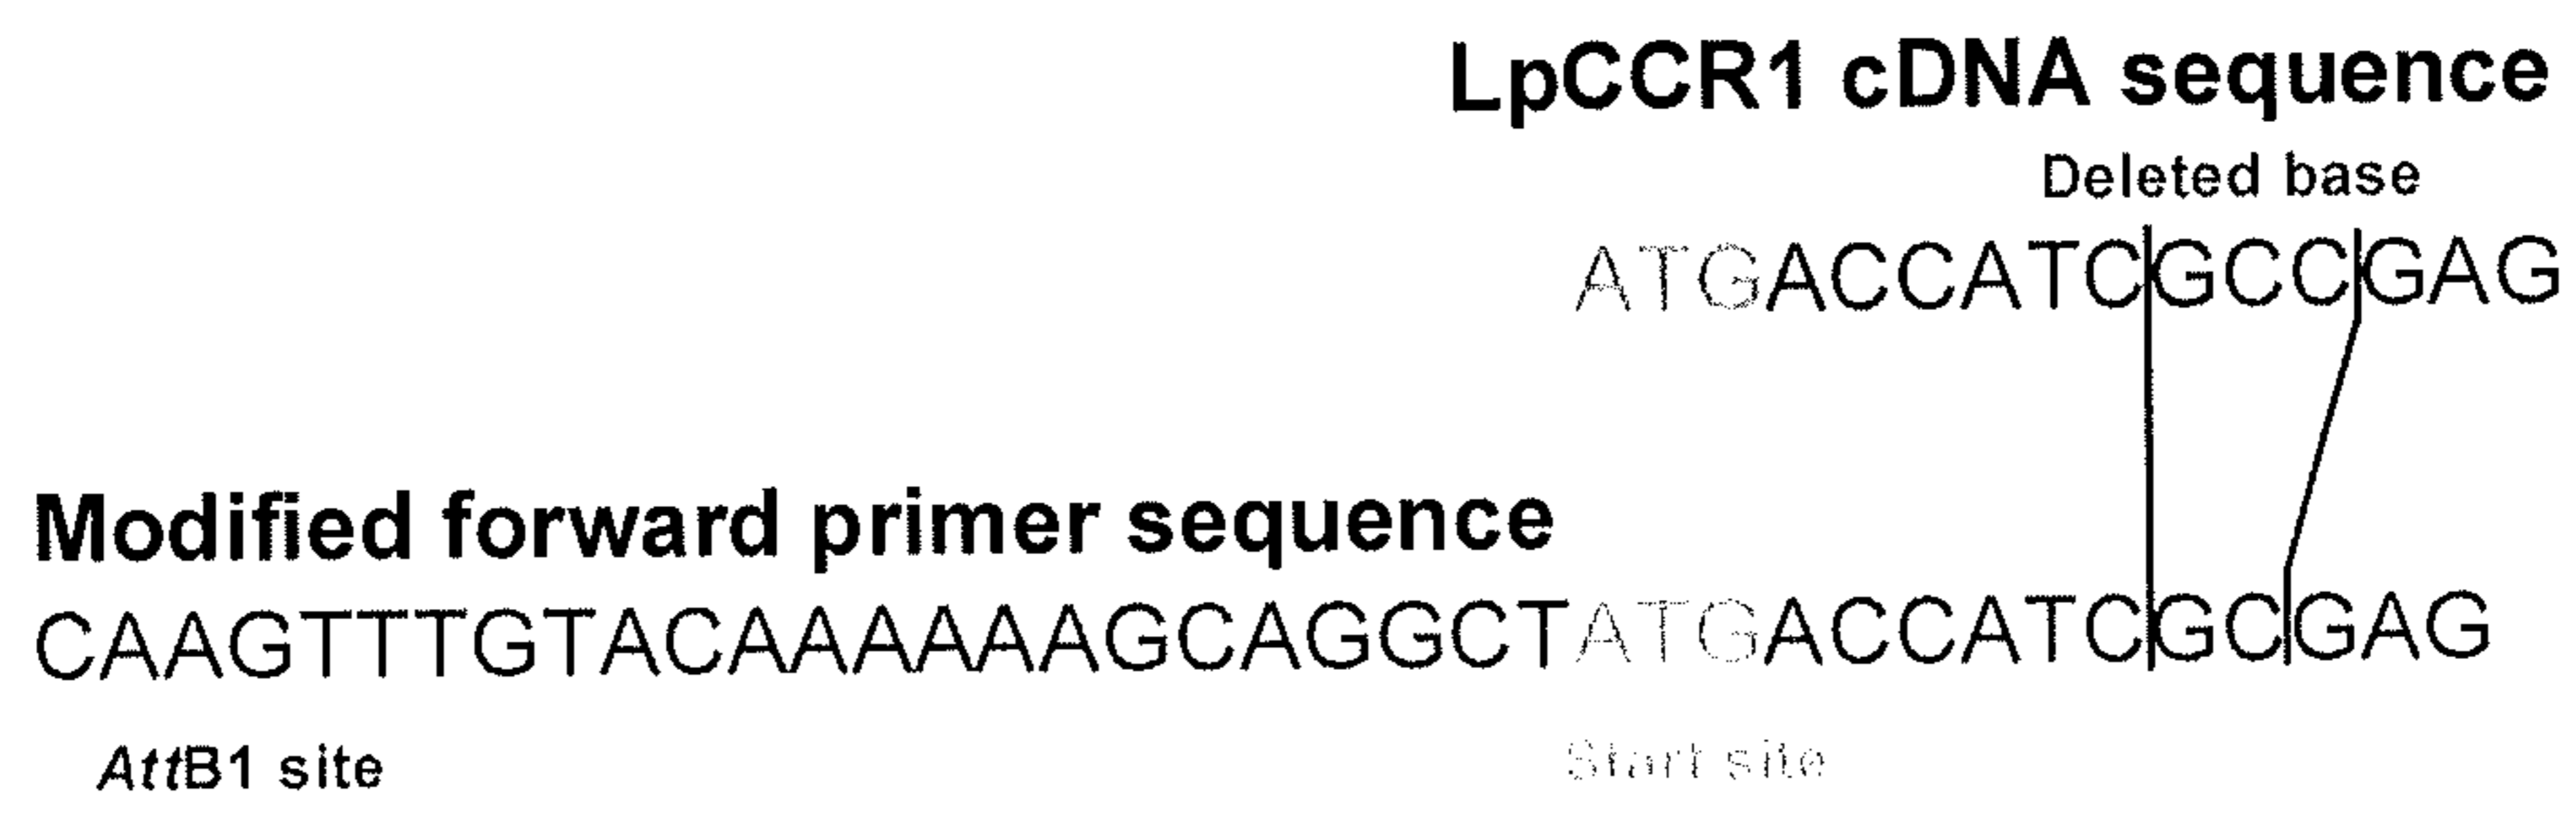 LpCCR1 cDNA sequence
Deleted base
ATGACCATCGCCGAG
Modified forward primer sequence
CAAGTTTGTACAAAAAAGCAGGCTATGACCATCGCGAG
AttB1 site
Start site